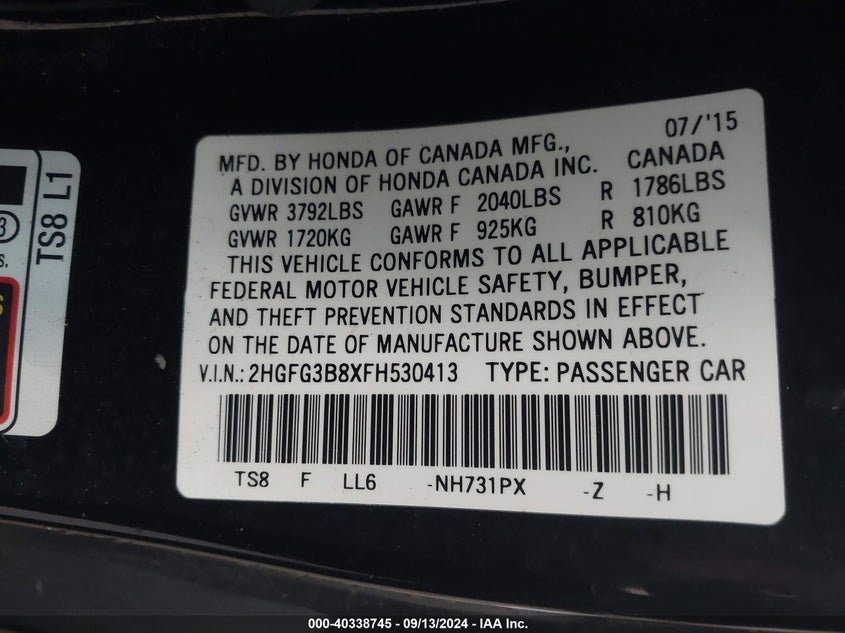 07/'15
MFD. BY HONDA OF CANADA MFG.,
A DIVISION OF HONDA CANADA INC. CANADA
GVWR 3792LBS GAWR F 2040LBS R 1786LBS
GVWR 1720KG GAWR F 925KG R 810KG
THIS VEHICLE CONFORMS TO ALL APPLICABLE
FEDERAL MOTOR VEHICLE SAFETY, BUMPER,
AND THEFT PREVENTION STANDARDS IN EFFECT
ON THE DATE OF MANUFACTURE SHOWN ABOVE.
V.I.N.: 2HGFG3B8XFH530413 TYPE: PASSENGER CAR
TS8 F LL6 -NH731PX -Z -H
TS8 L1
000-40338745 - 09/13/2024 - IAA Inc.